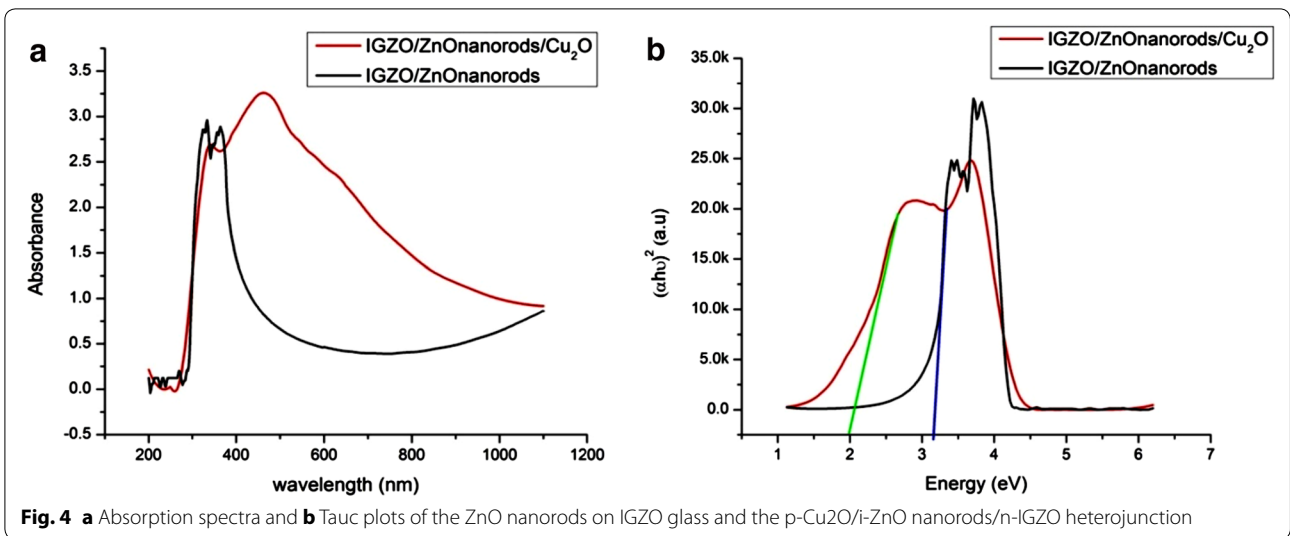 a
IGZO/ZnOnanorods/Cu₂O
IGZO/ZnOnanorods
3.5
3.0
2.5
2.0
1.5
1.0
0.5
0.0
-0.5
Absorbance
200 400 600 800 1000 1200
wavelength (nm)
b
IGZO/ZnOnanorods/Cu₂O
IGZO/ZnOnanorods
35.0k
30.0k
25.0k
20.0k
15.0k
10.0k
5.0k
0.0
(αhυ)² (a.u)
1 2 3 4 5 6 7
Energy (eV)
Fig. 4 a Absorption spectra and b Tauc plots of the ZnO nanorods on IGZO glass and the p-Cu2O/i-ZnO nanorods/n-IGZO heterojunction